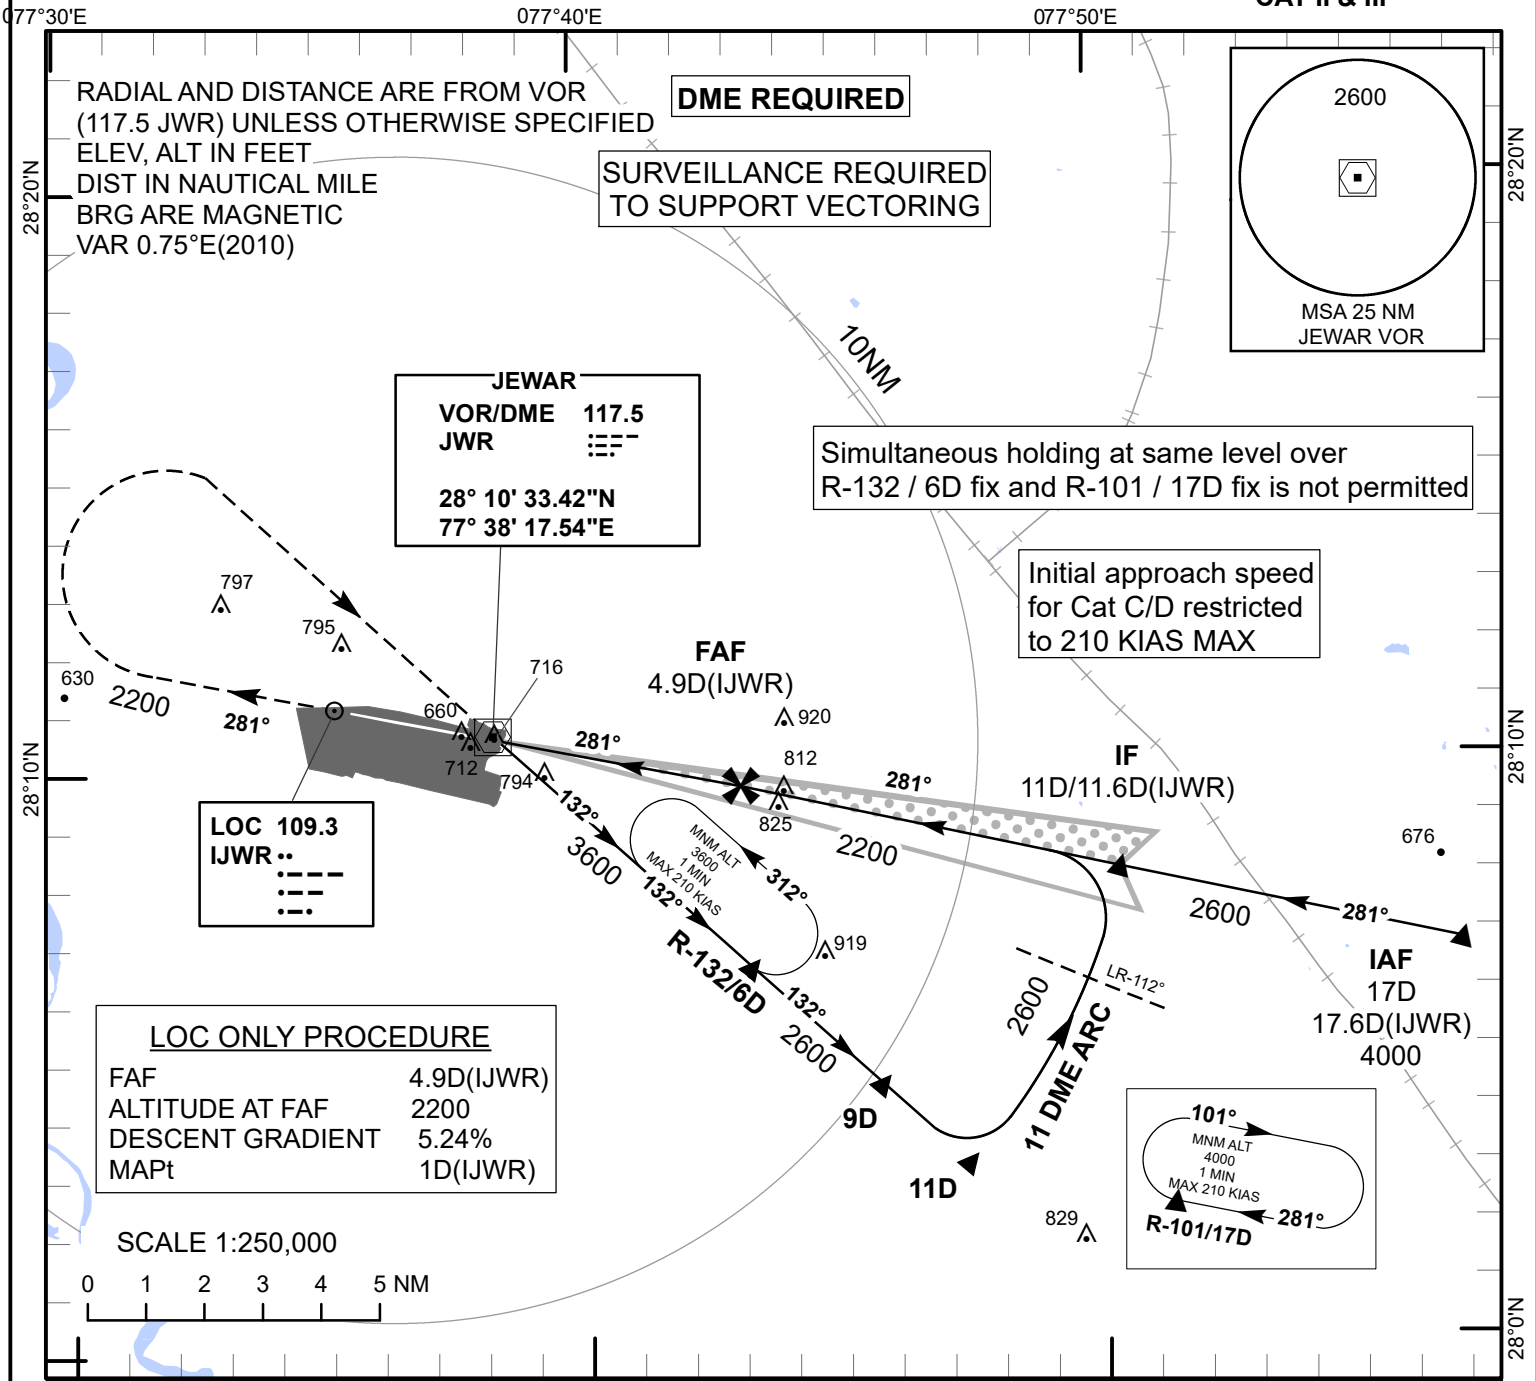 077°30'E
077°40'E
077°50'E
RADIAL AND DISTANCE ARE FROM VOR
(117.5 JWR) UNLESS OTHERWISE SPECIFIED
ELEV, ALT IN FEET
DIST IN NAUTICAL MILE
BRG ARE MAGNETIC
VAR 0.75°E(2010)
DME REQUIRED
SURVEILLANCE REQUIRED
TO SUPPORT VECTORING
2600
MSA 25 NM
JEWAR VOR
28°20'N
28°20'N
10NM
JEWAR
VOR/DME 117.5
JWR
28° 10' 33.42"N
77° 38' 17.54"E
Simultaneous holding at same level over
R-132 / 6D fix and R-101 / 17D fix is not permitted
Initial approach speed
for Cat C/D restricted
to 210 KIAS MAX
797
795
630
2200
281°
660
716
712
794
FAF
4.9D(IJWR)
920
812
825
281°
281°
2200
IF
11D/11.6D(IJWR)
28°10'N
28°10'N
676
2600
281°
IAF
17D
17.6D(IJWR)
4000
LOC 109.3
IJWR
132°
3600
MNM ALT
3600
1 MIN
MAX 210 KIAS
312°
132°
R-132/6D
919
132°
2600
9D
11D
11 DME ARC
2600
LR-112°
LOC ONLY PROCEDURE
FAF 4.9D(IJWR)
ALTITUDE AT FAF 2200
DESCENT GRADIENT 5.24%
MAPt 1D(IJWR)
829
101°
MNM ALT
4000
1 MIN
MAX 210 KIAS
281°
R-101/17D
SCALE 1:250,000
0 1 2 3 4 5 NM
28°0'N